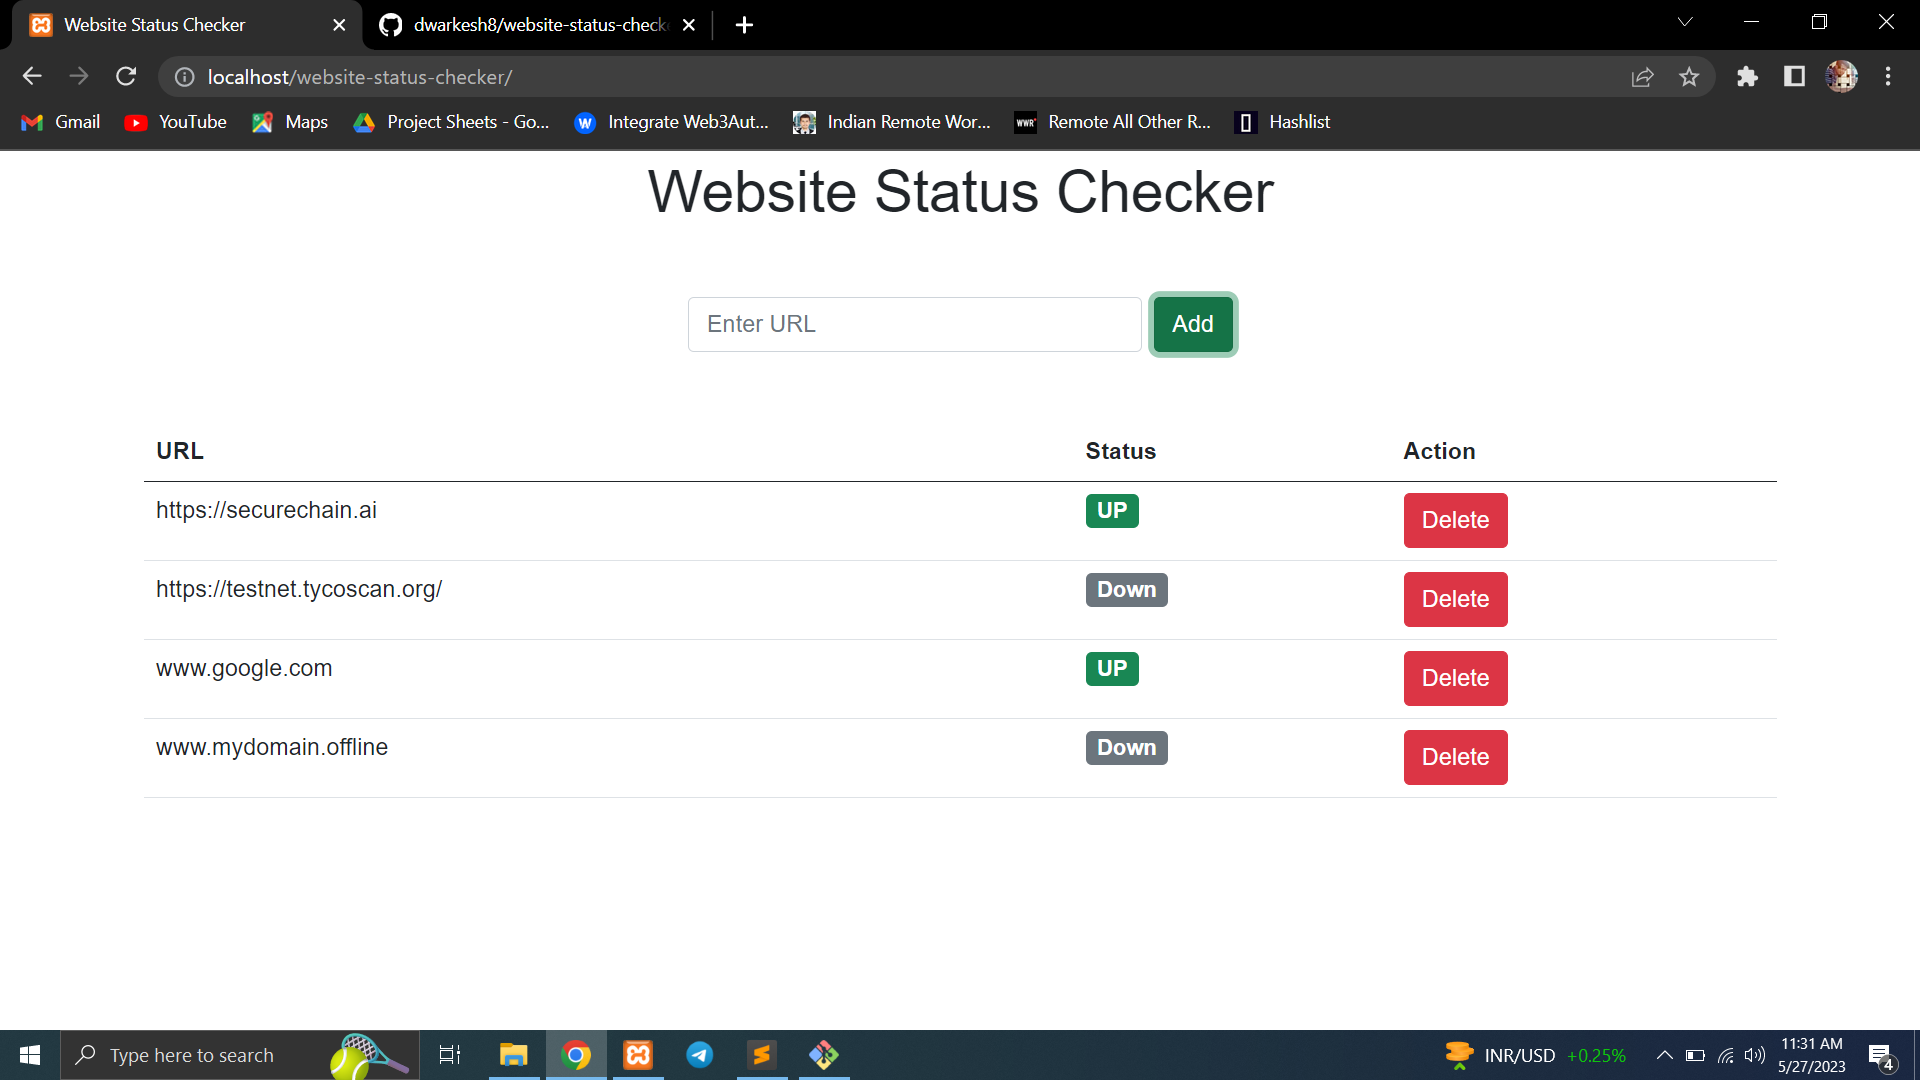 Website Status Checker
dwarkesh8/website-status-check
localhost/website-status-checker/
Gmail
YouTube
Maps
Project Sheets - Go...
Integrate Web3Aut...
Indian Remote Wor...
WWR
Remote All Other R...
Hashlist
Website Status Checker
Enter URL
Add
URL Status Action
https://securechain.ai UP Delete
https://testnet.tycoscan.org/ Down Delete
www.google.com UP Delete
www.mydomain.offline Down Delete
Type here to search
INR/USD +0.25%
11:31 AM
5/27/2023
4